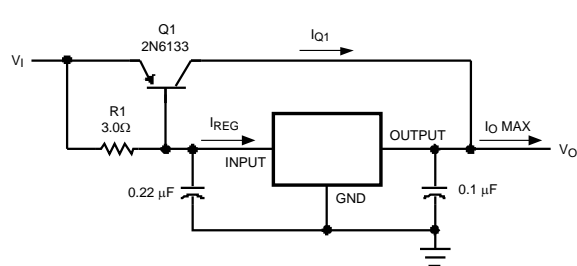 Q1
2N6133
IQ1
VI
R1
3.0Ω
IREG
INPUT
OUTPUT
IO MAX
VO
0.22 μF
GND
0.1 μF